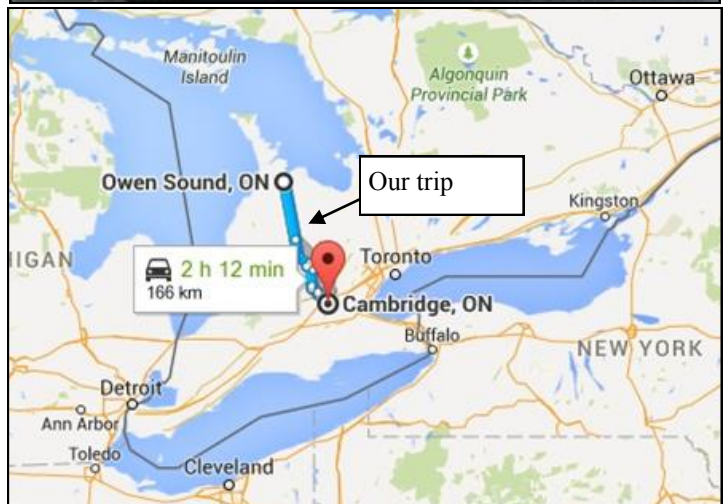 Manitoulin
Island
Algonquin
Provincial Park
Ottawa
Owen Sound, ON
Our trip
Kingston
IGAN
2 h 12 min
166 km
Toronto
Cambridge, ON
Buffalo
NEW YORK
Detroit
Ann Arbor
Toledo
Cleveland